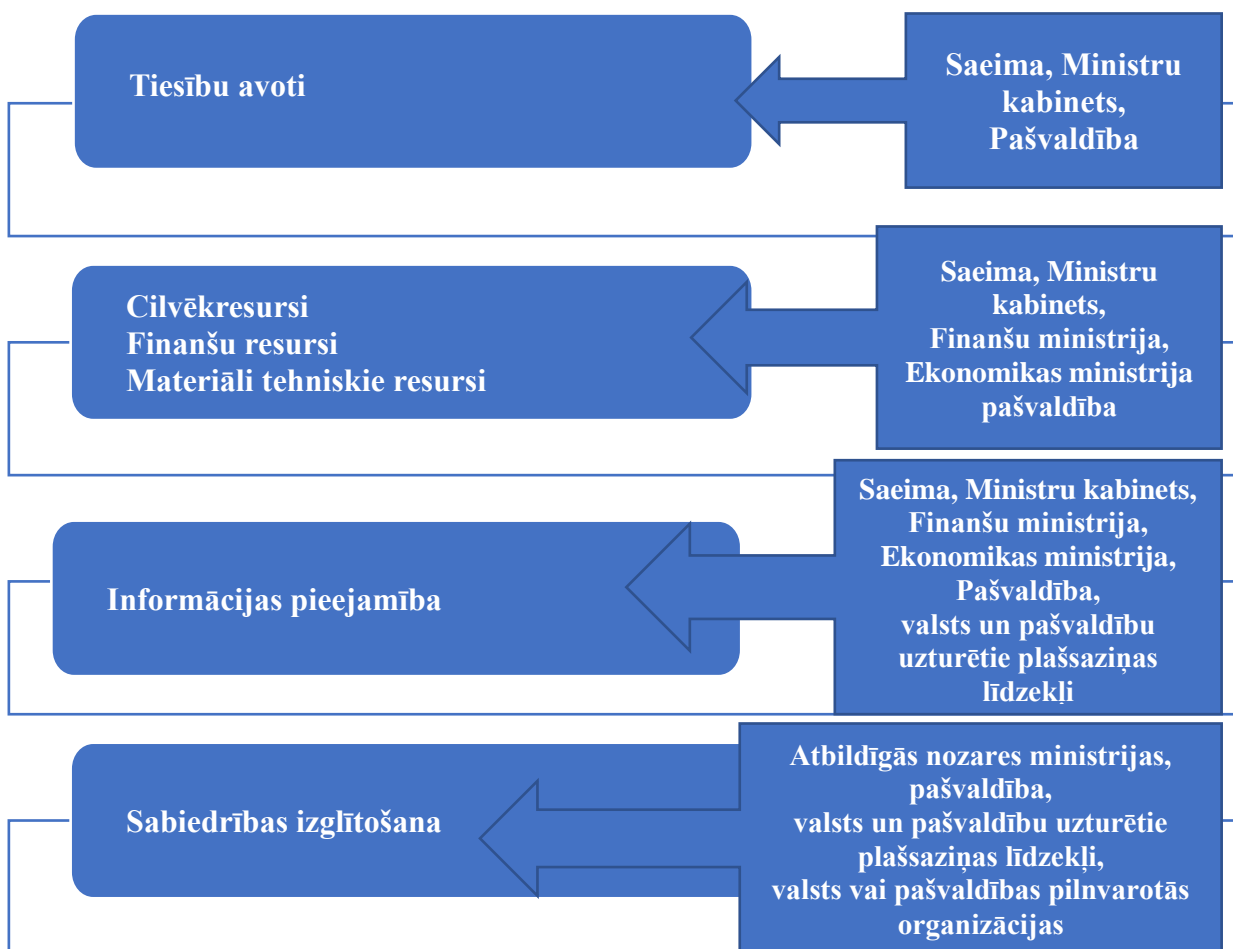 Tiesību avoti
Saeima, Ministru
kabinets,
Pašvaldība
Cilvēkresursi
Finanšu resursi
Materiāli tehniskie resursi
Saeima, Ministru
kabinets,
Finanšu ministrija,
Ekonomikas ministrija
pašvaldība
Informācijas pieejamība
Saeima, Ministru kabinets,
Finanšu ministrija,
Ekonomikas ministrija,
Pašvaldība,
valsts un pašvaldību
uzturētie plašsaziņas
līdzekļi
Sabiedrības izglītošana
Atbildīgās nozares ministrijas,
pašvaldība,
valsts un pašvaldību uzturētie
plašsaziņas līdzekļi,
valsts vai pašvaldības pilnvarotās
organizācijas